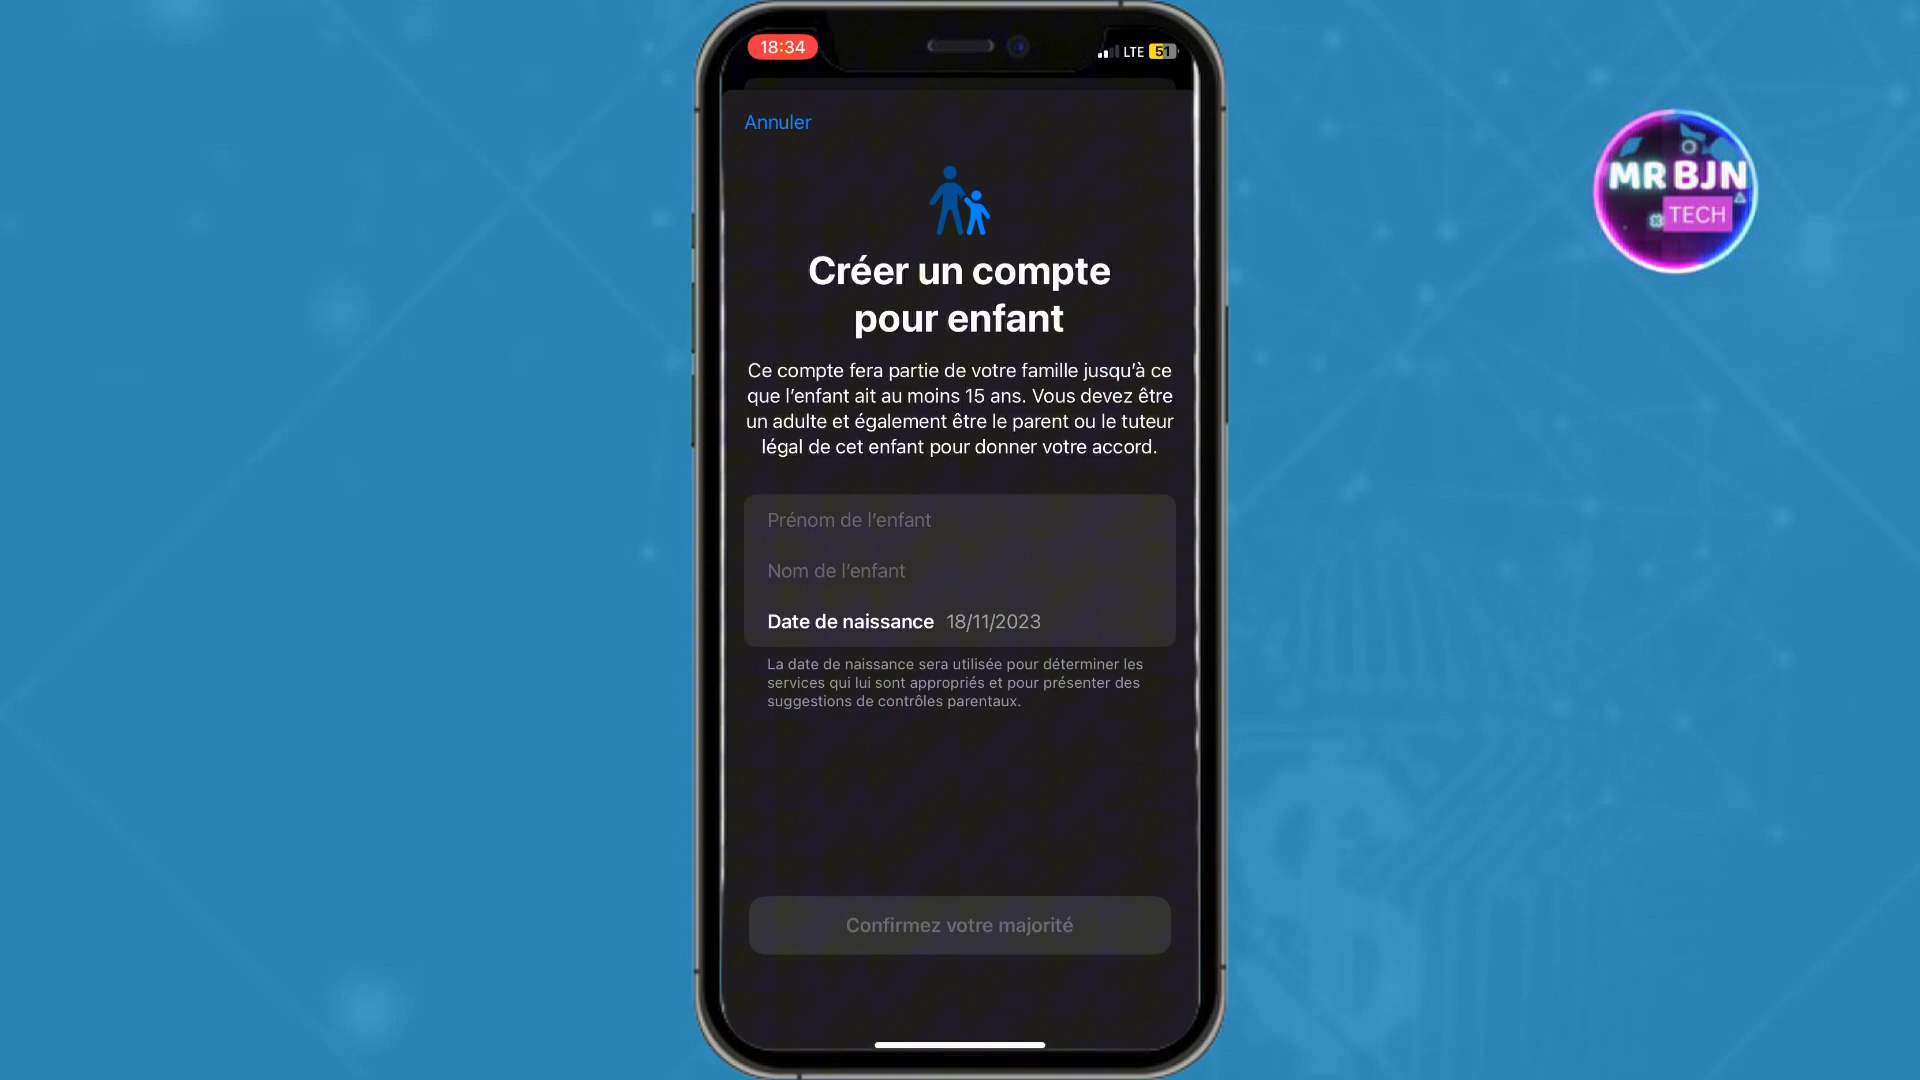 18:34
LTE 51
Annuler
MR BJN
TECH
Créer un compte
pour enfant
Ce compte fera partie de votre famille jusqu'à ce
que l'enfant ait au moins 15 ans. Vous devez être
un adulte et également être le parent ou le tuteur
légal de cet enfant pour donner votre accord.
Prénom de l'enfant
Nom de l'enfant
Date de naissance 18/11/2023
La date de naissance sera utilisée pour déterminer les
services qui lui sont appropriés et pour présenter des
suggestions de contrôles parentaux.
Confirmez votre majorité